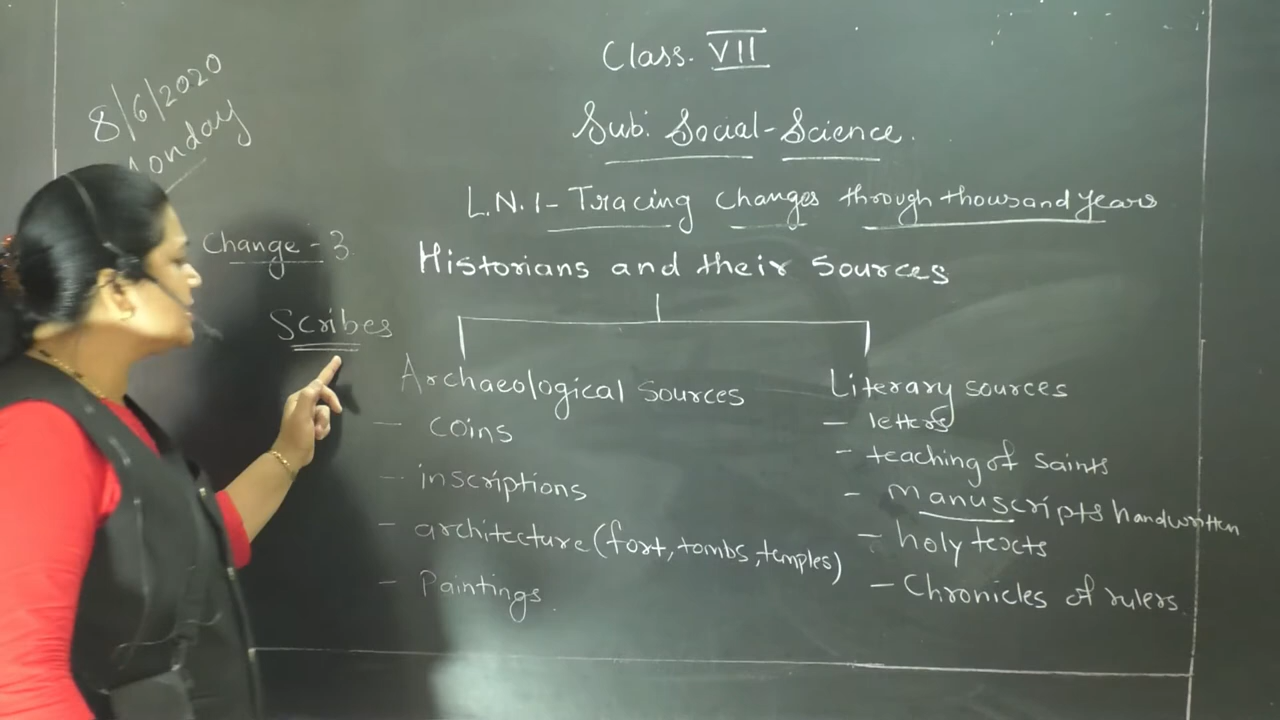 8/6/2020
Monday
Class. VII
Sub: Social-Science.
L.N.1- Tracing changes through thousand years
Change - 3
Historians and their sources
Scribes
Archaeological sources
- coins
- inscriptions
- architecture (fort, tombs, temples)
- Paintings.
Literary sources
- letters
- teaching of saints
- manuscripts handwritten
- holy texts
- Chronicles of rulers.